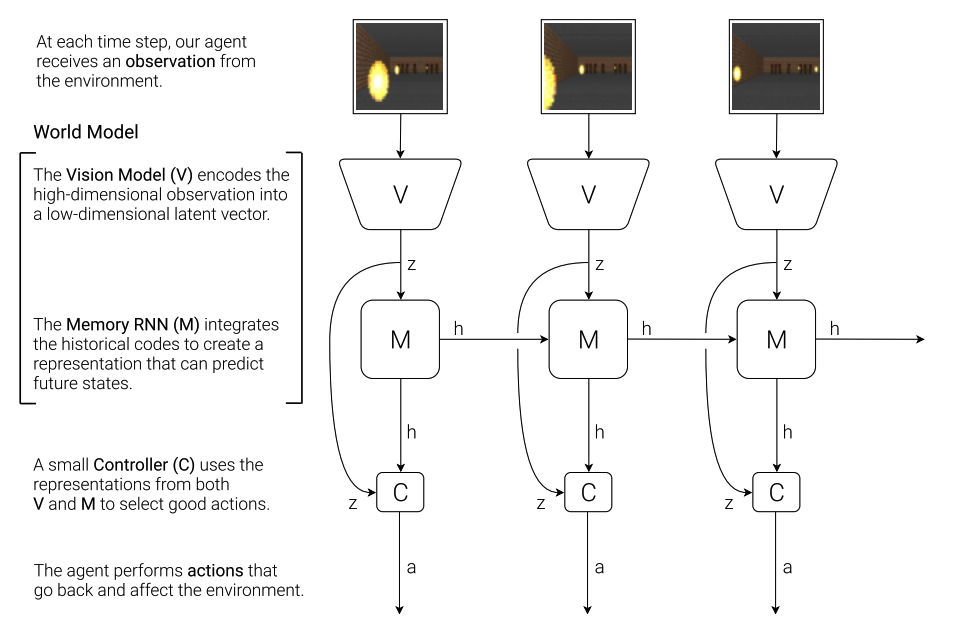 At each time step, our agent
receives an observation from
the environment.
World Model
The Vision Model (V) encodes the
high-dimensional observation into
a low-dimensional latent vector.
The Memory RNN (M) integrates
the historical codes to create a
representation that can predict
future states.
A small Controller (C) uses the
representations from both
V and M to select good actions.
The agent performs actions that
go back and affect the environment.
V V V
z z z
M h M h M h
h h h
z C z C z C
a a a